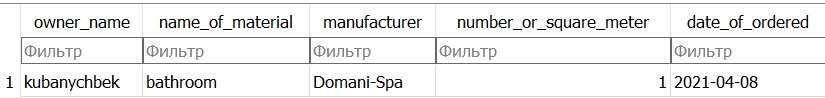 owner_name name_of_material manufacturer number_or_square_meter date_of_ordered
Фильтр Фильтр Фильтр Фильтр Фильтр
1 kubanychbek bathroom Domani-Spa 1 2021-04-08